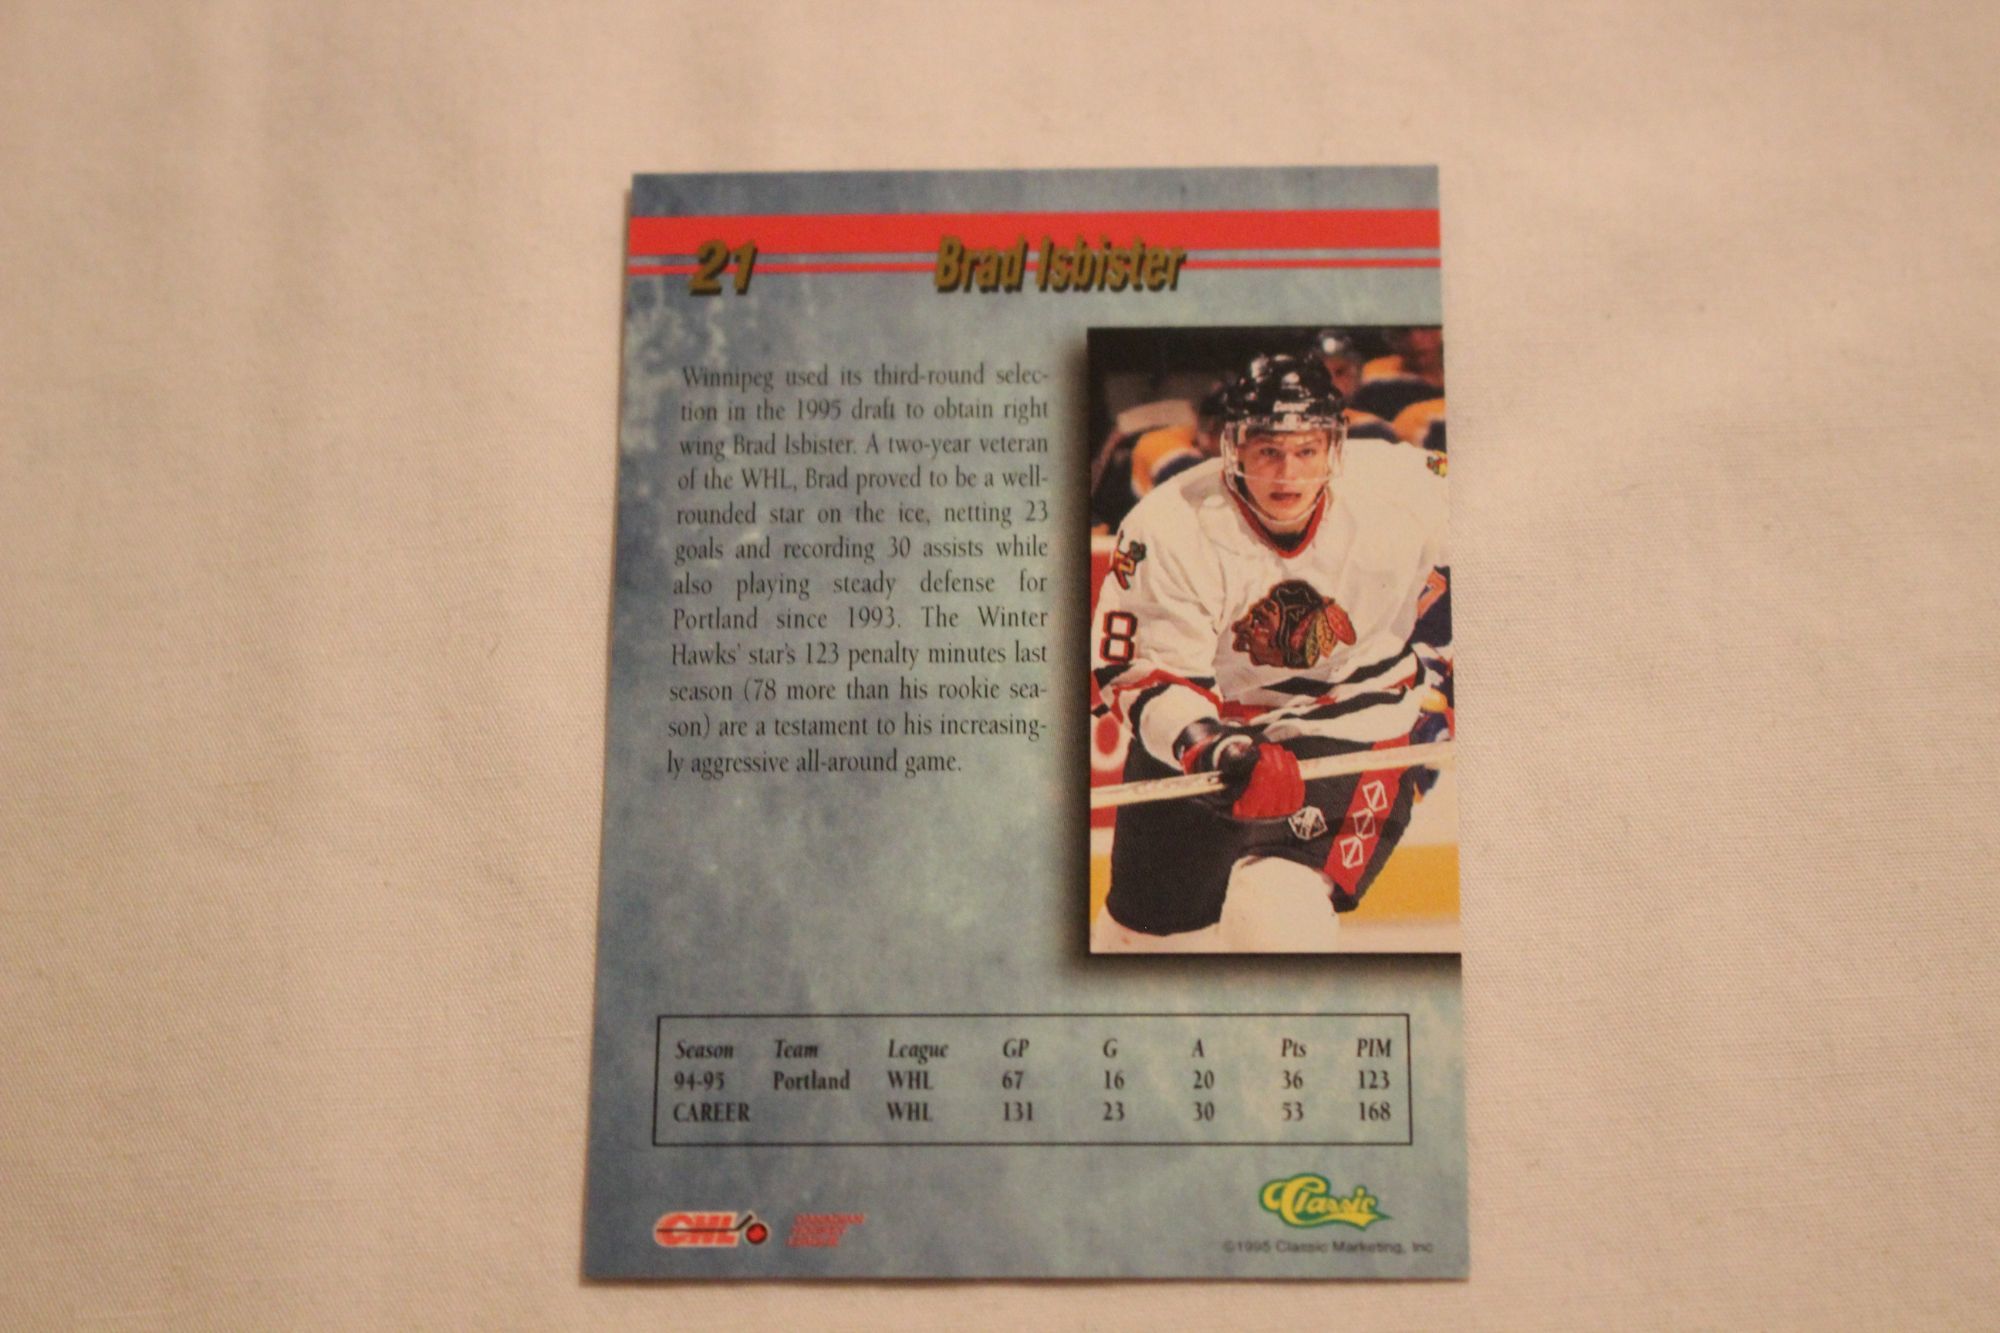 21 Brad Isbister
Winnipeg used its third-round selec-
tion in the 1995 draft to obtain right
wing Brad Isbister. A two-year veteran
of the WHL, Brad proved to be a well-
rounded star on the ice, netting 23
goals and recording 30 assists while
also playing steady defense for
Portland since 1993. The Winter
Hawks' star's 123 penalty minutes last
season (78 more than his rookie sea-
son) are a testament to his increasing-
ly aggressive all-around game.
8
Season Team League GP G A Pts PIM
94-95 Portland WHL 67 16 20 36 123
CAREER WHL 131 23 30 53 168
CHL
CANADIAN
HOCKEY
LEAGUE
Classic
©1995 Classic Marketing, Inc